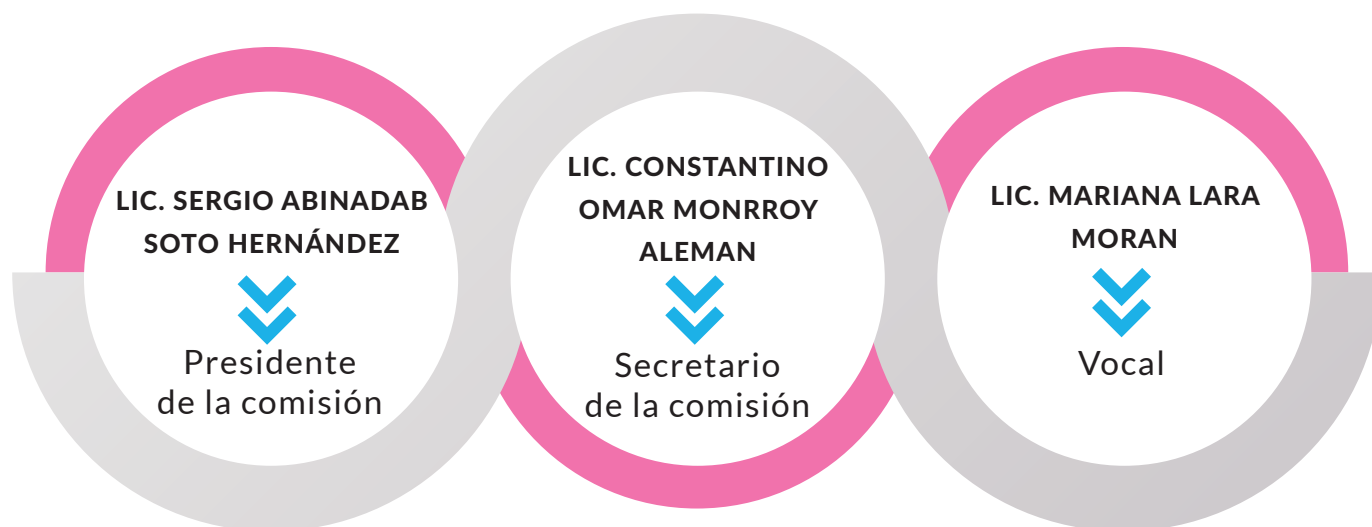 LIC. SERGIO ABINADAB
SOTO HERNÁNDEZ
Presidente
de la comisión
LIC. CONSTANTINO
OMAR MONRROY
ALEMAN
Secretario
de la comisión
LIC. MARIANA LARA
MORAN
Vocal